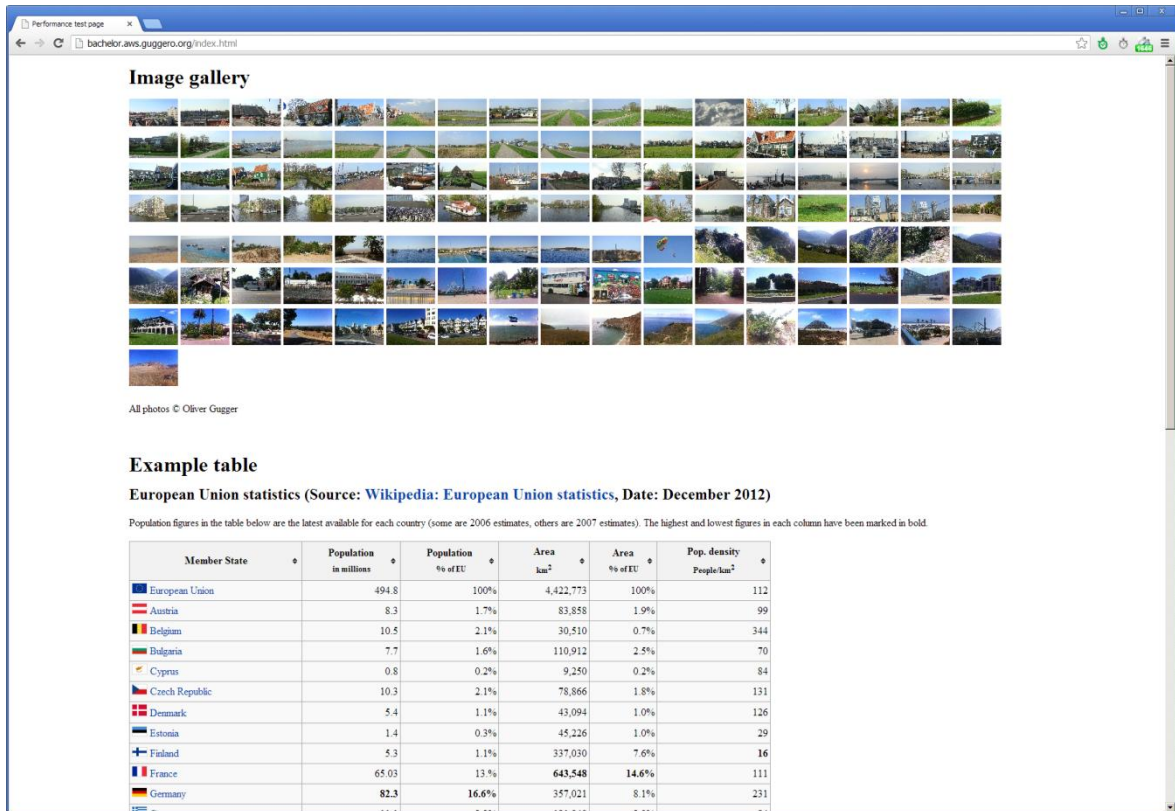 Performance test page
bachelor.aws.guggero.org/index.html
Image gallery
All photos © Oliver Gugger
Example table
European Union statistics (Source: Wikipedia: European Union statistics, Date: December 2012)
Population figures in the table below are the latest available for each country (some are 2006 estimates, others are 2007 estimates). The highest and lowest figures in each column have been marked in bold.
Member State Population in millions Population % of EU Area km² Area % of EU Pop. density People/km²
European Union 494.8 100% 4,422,773 100% 112
Austria 8.3 1.7% 83,858 1.9% 99
Belgium 10.5 2.1% 30,510 0.7% 344
Bulgaria 7.7 1.6% 110,912 2.5% 70
Cyprus 0.8 0.2% 9,250 0.2% 84
Czech Republic 10.3 2.1% 78,866 1.8% 131
Denmark 5.4 1.1% 43,094 1.0% 126
Estonia 1.4 0.3% 45,226 1.0% 29
Finland 5.3 1.1% 337,030 7.6% 16
France 65.03 13.% 643,548 14.6% 111
Germany 82.3 16.6% 357,021 8.1% 231